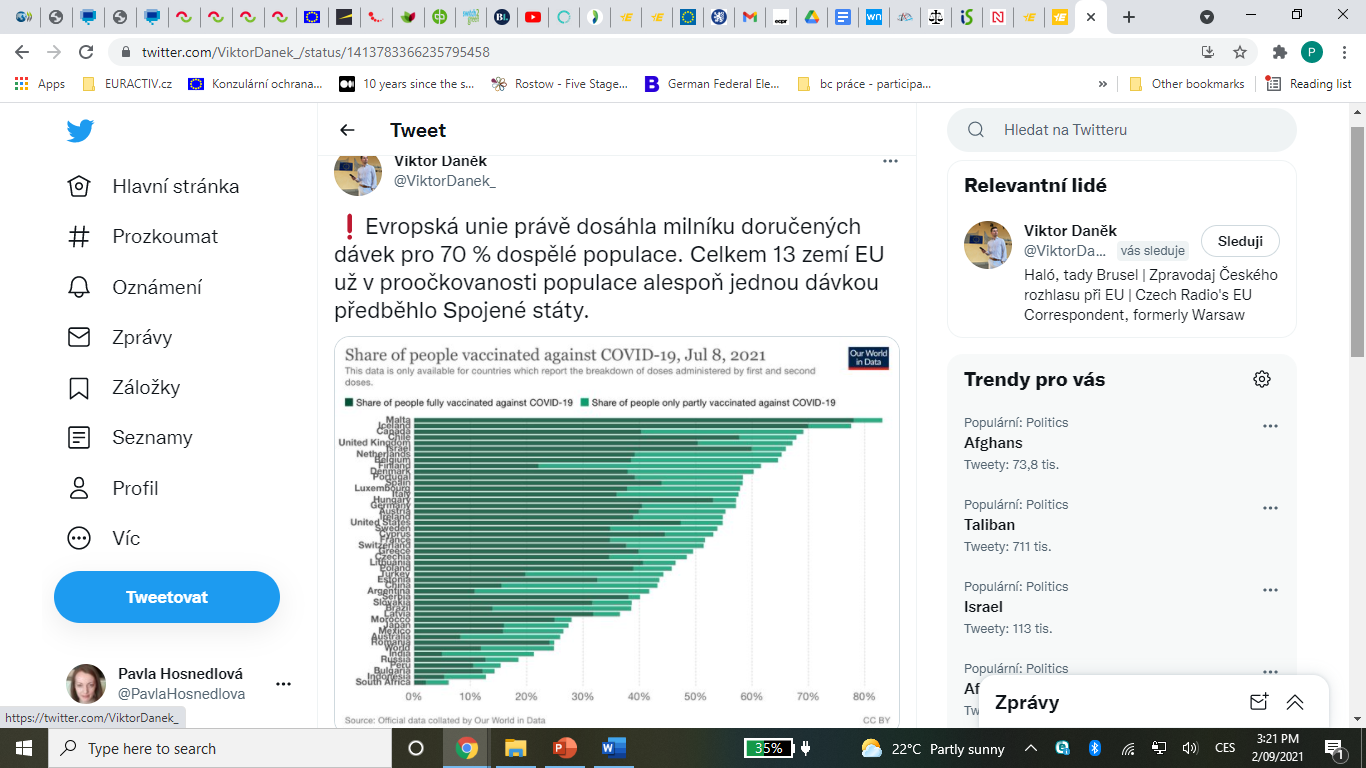 twitter.com/ViktorDanek_/status/1413783366235795458
Apps
EURACTIV.cz
Konzulární ochrana...
10 years since the s...
Rostow - Five Stage...
German Federal Ele...
bc práce - participa...
»
Other bookmarks
Reading list
Hlavní stránka
Prozkoumat
Oznámení
Zprávy
Záložky
Seznamy
Profil
Víc
Tweetovat
Pavla Hosnedlová
@PavlaHosnedlova
https://twitter.com/ViktorDanek_
Tweet
Viktor Daněk
@ViktorDanek_
❗Evropská unie právě dosáhla milníku doručených
dávek pro 70 % dospělé populace. Celkem 13 zemí EU
už v proočkovanosti populace alespoň jednou dávkou
předběhlo Spojené státy.
Share of people vaccinated against COVID-19, Jul 8, 2021
Our World
in Data
This data is only available for countries which report the breakdown of doses administered by first and second
doses.
Share of people fully vaccinated against COVID-19
Share of people only partly vaccinated against COVID-19
Malta
Iceland
Canada
Chile
United Kingdom
Israel
Netherlands
Belgium
Finland
Denmark
Portugal
Spain
Luxembourg
Italy
Hungary
Germany
Austria
Ireland
United States
Sweden
Cyprus
France
Switzerland
Greece
Czechia
Lithuania
Poland
Turkey
Estonia
China
Argentina
Serbia
Slovakia
Brazil
Latvia
Morocco
Japan
Mexico
Australia
Romania
World
India
Russia
Peru
Bulgaria
Indonesia
South Africa
0% 10% 20% 30% 40% 50% 60% 70% 80%
Source: Official data collated by Our World in Data
CC BY
Hledat na Twitteru
Relevantní lidé
Viktor Daněk
@ViktorDa... vás sleduje
Sleduji
Haló, tady Brusel | Zpravodaj Českého
rozhlasu při EU | Czech Radio's EU
Correspondent, formerly Warsaw
Trendy pro vás
Populární: Politics
Afghans
Tweety: 73,8 tis.
Populární: Politics
Taliban
Tweety: 711 tis.
Populární: Politics
Israel
Tweety: 113 tis.
Populární: Politics
Zprávy
Type here to search
35%
22°C Partly sunny
CES
3:21 PM
2/09/2021
1